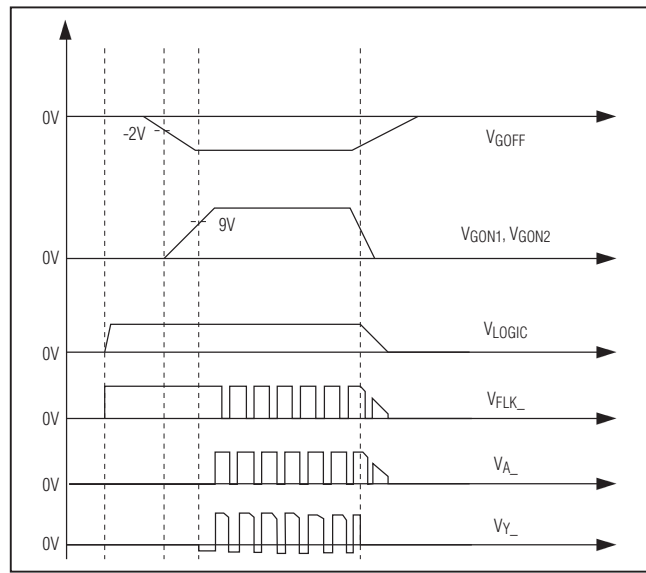 0V
-2V
VGOFF
9V
0V
VGON1, VGON2
0V
VLOGIC
0V
VFLK_
0V
VA_
0V
VY_